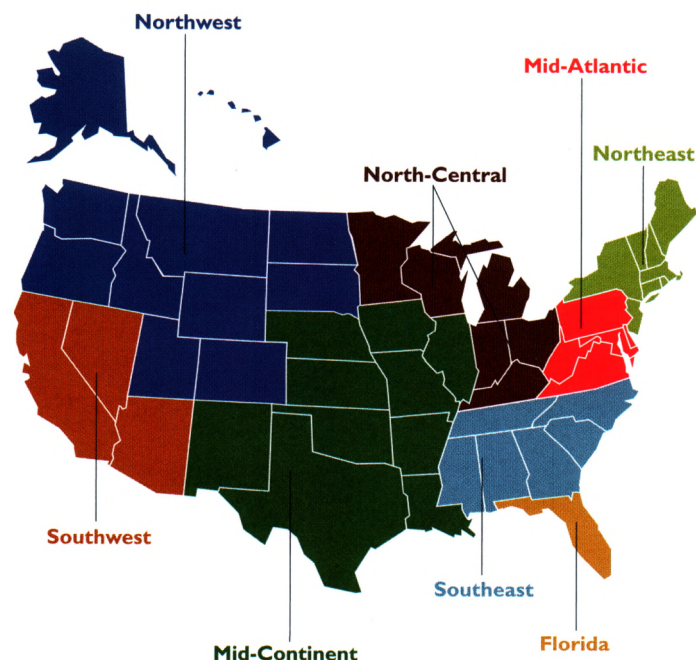 Northwest
Mid-Atlantic
Northeast
North-Central
Southwest
Southeast
Florida
Mid-Continent